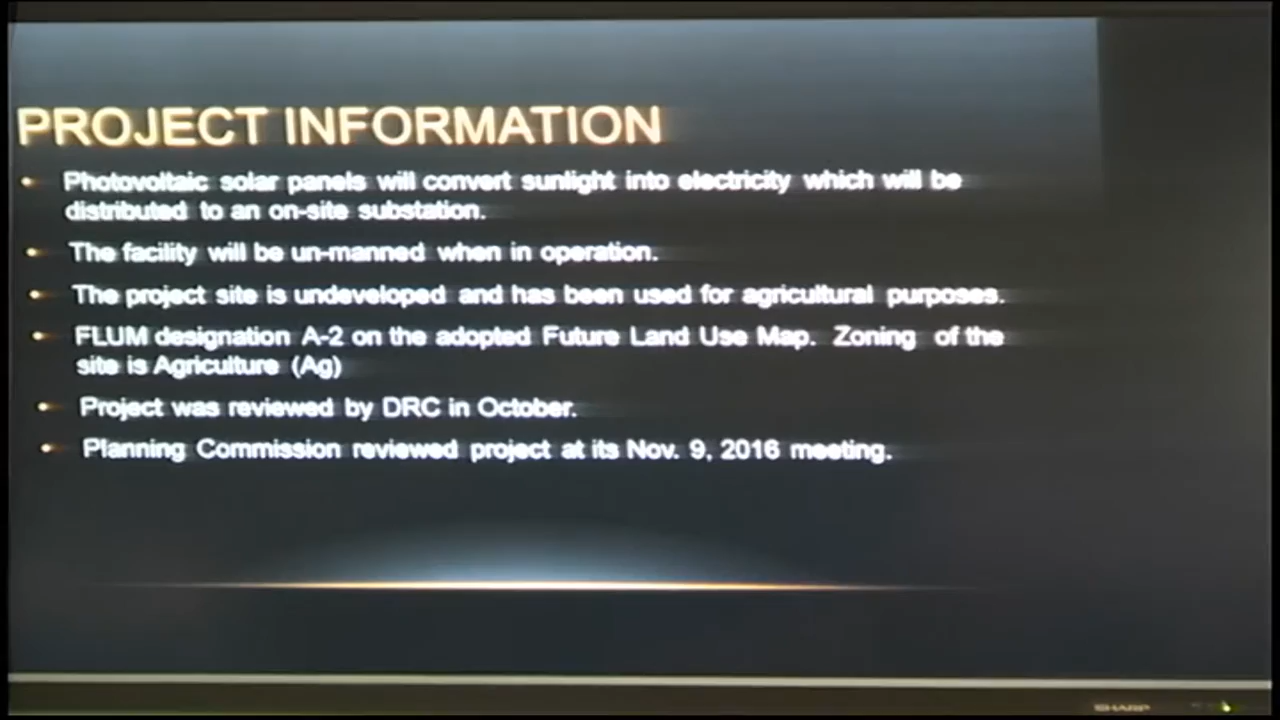 PROJECT INFORMATION
• Photovoltaic solar panels will convert sunlight into electricity which will be
distributed to an on-site substation.
• The facility will be un-manned when in operation.
• The project site is undeveloped and has been used for agricultural purposes.
• FLUM designation A-2 on the adopted Future Land Use Map. Zoning of the
site is Agriculture (Ag)
• Project was reviewed by DRC in October.
• Planning Commission reviewed project at its Nov. 9, 2016 meeting.
SHARP